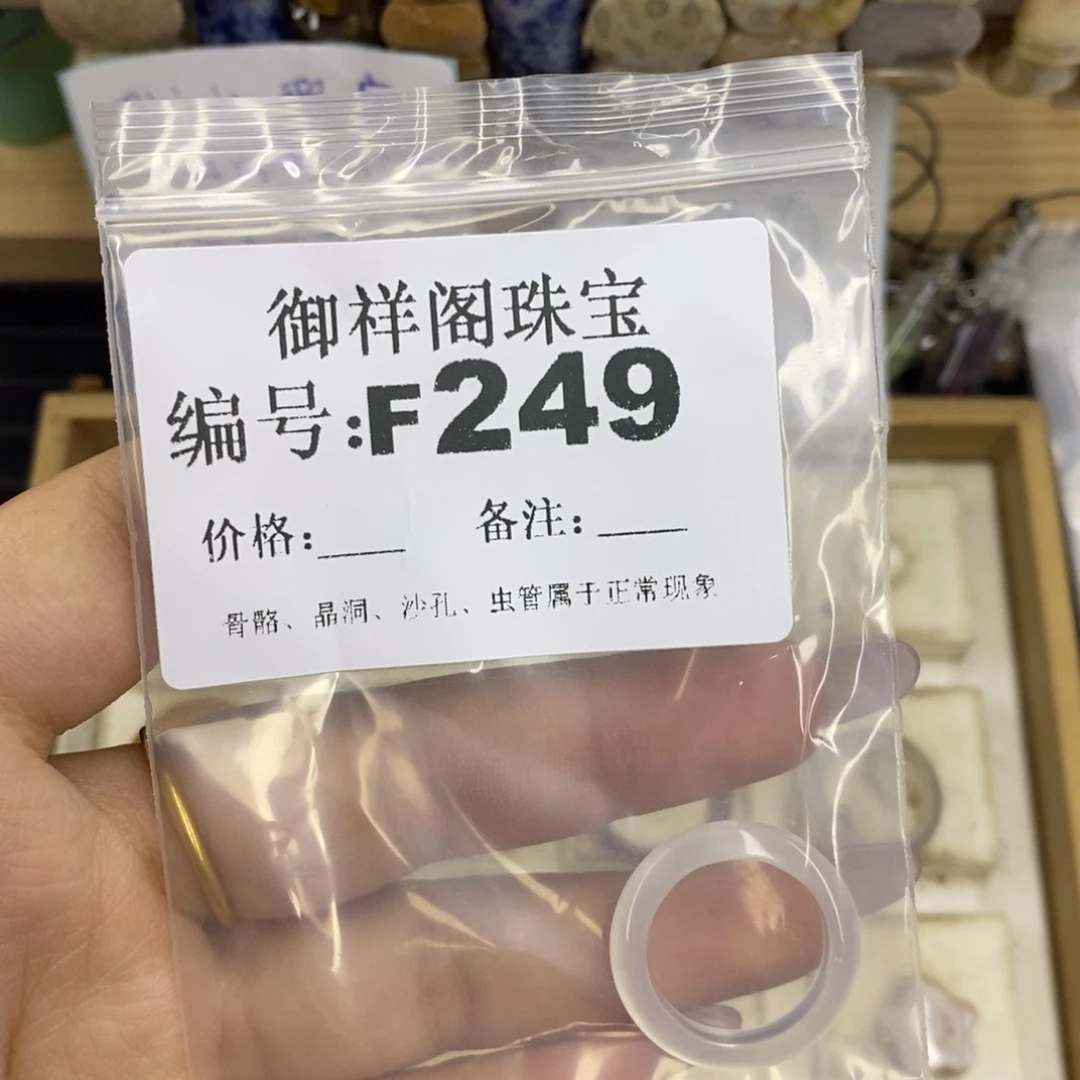 御祥阁珠宝
编号:F249
价格:____ 备注:____
骨骼、晶洞、沙孔、虫管属于正常现象